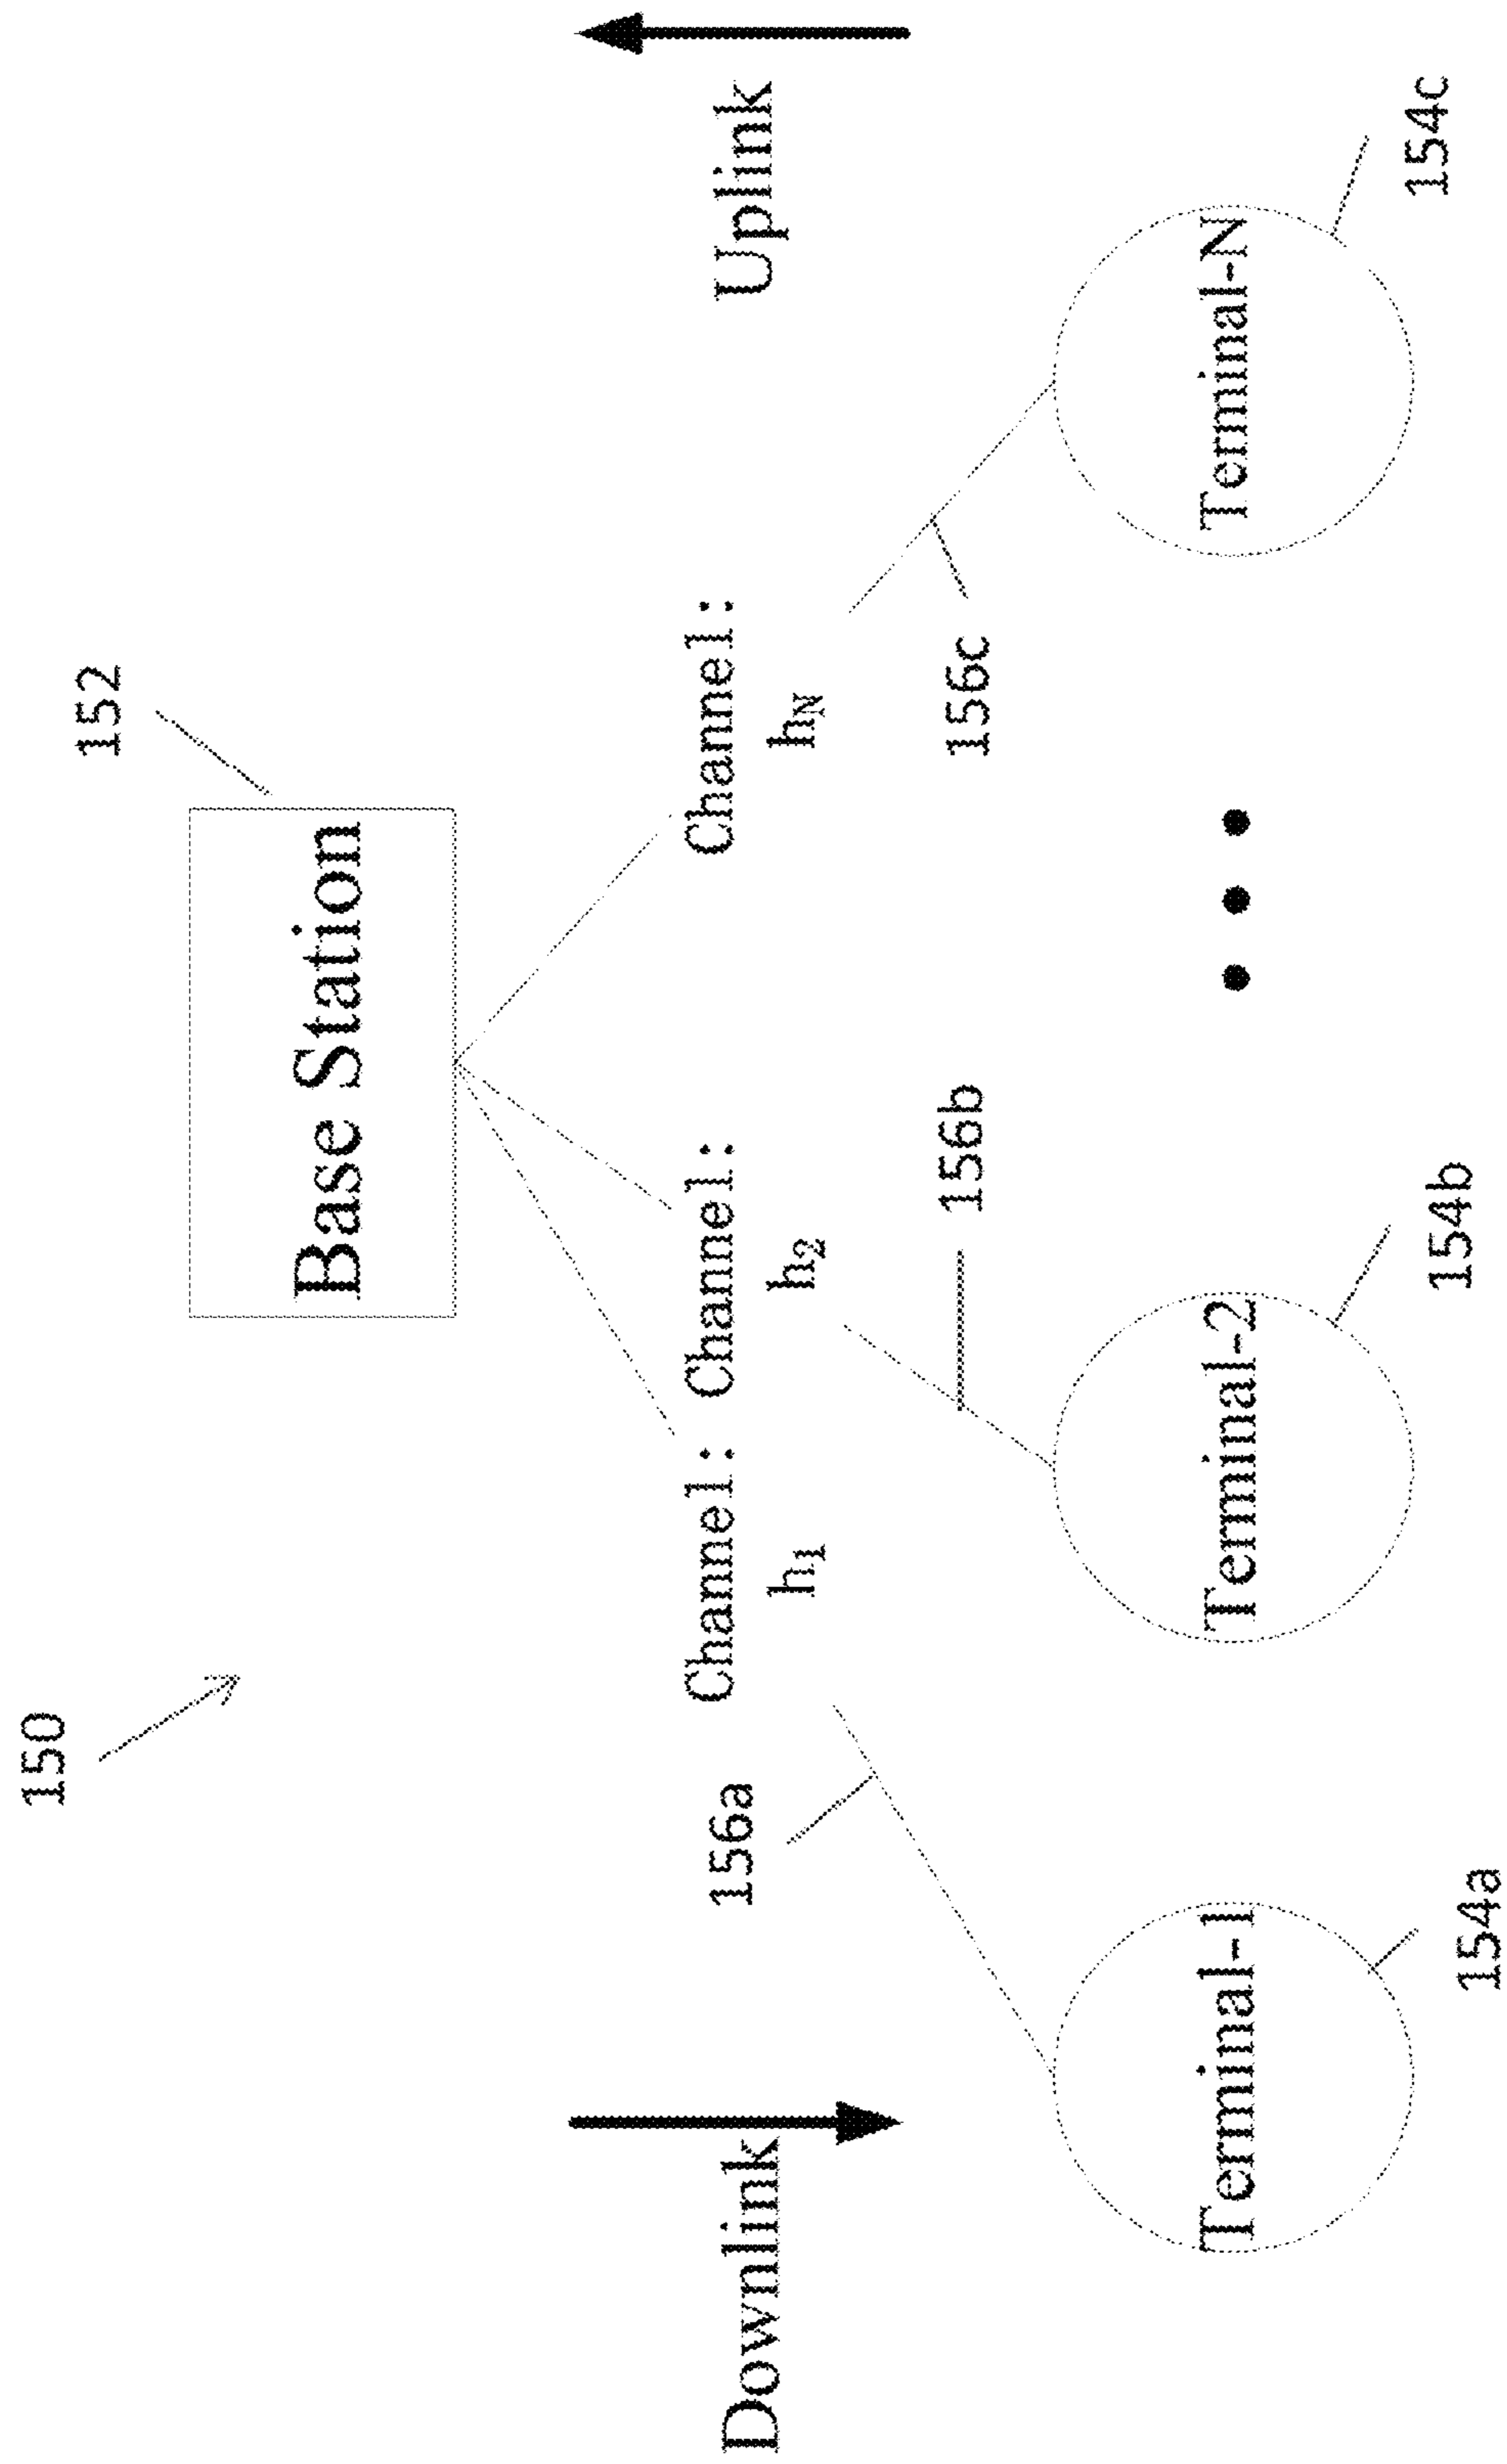 150
152
Base Station
Downlink
Uplink
156a
Channel:
h1
Channel:
h2
Channel:
hN
156b
156c
Terminal-1
Terminal-2
Terminal-N
154a
154b
154c